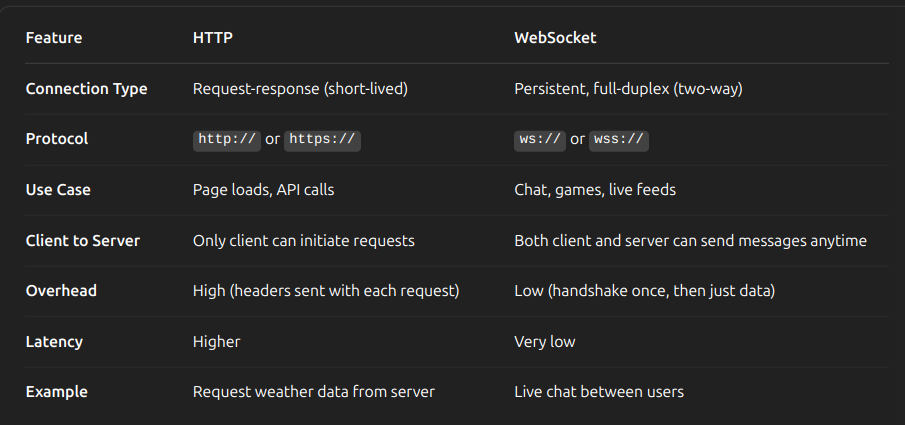 Feature HTTP WebSocket
Connection Type Request-response (short-lived) Persistent, full-duplex (two-way)
Protocol http:// or https:// ws:// or wss://
Use Case Page loads, API calls Chat, games, live feeds
Client to Server Only client can initiate requests Both client and server can send messages anytime
Overhead High (headers sent with each request) Low (handshake once, then just data)
Latency Higher Very low
Example Request weather data from server Live chat between users